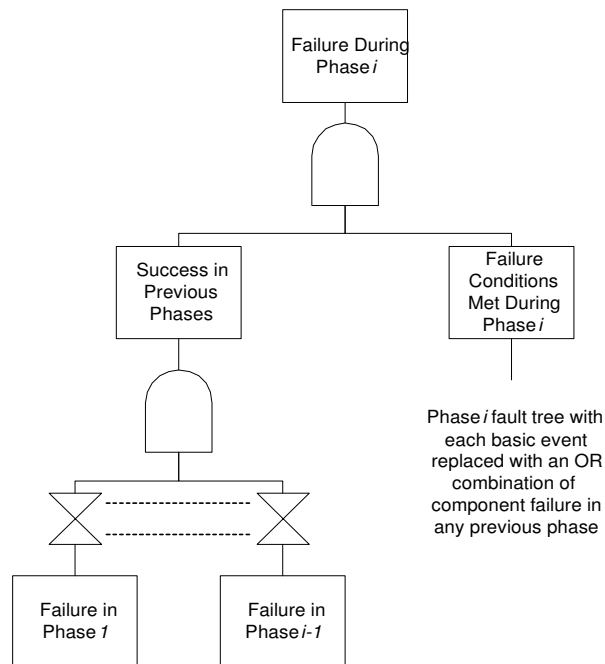 Failure During
Phase i
Success in
Previous
Phases
Failure
Conditions
Met During
Phase i
Phase i fault tree with
each basic event
replaced with an OR
combination of
component failure in
any previous phase
Failure in
Phase 1
Failure in
Phase i-1